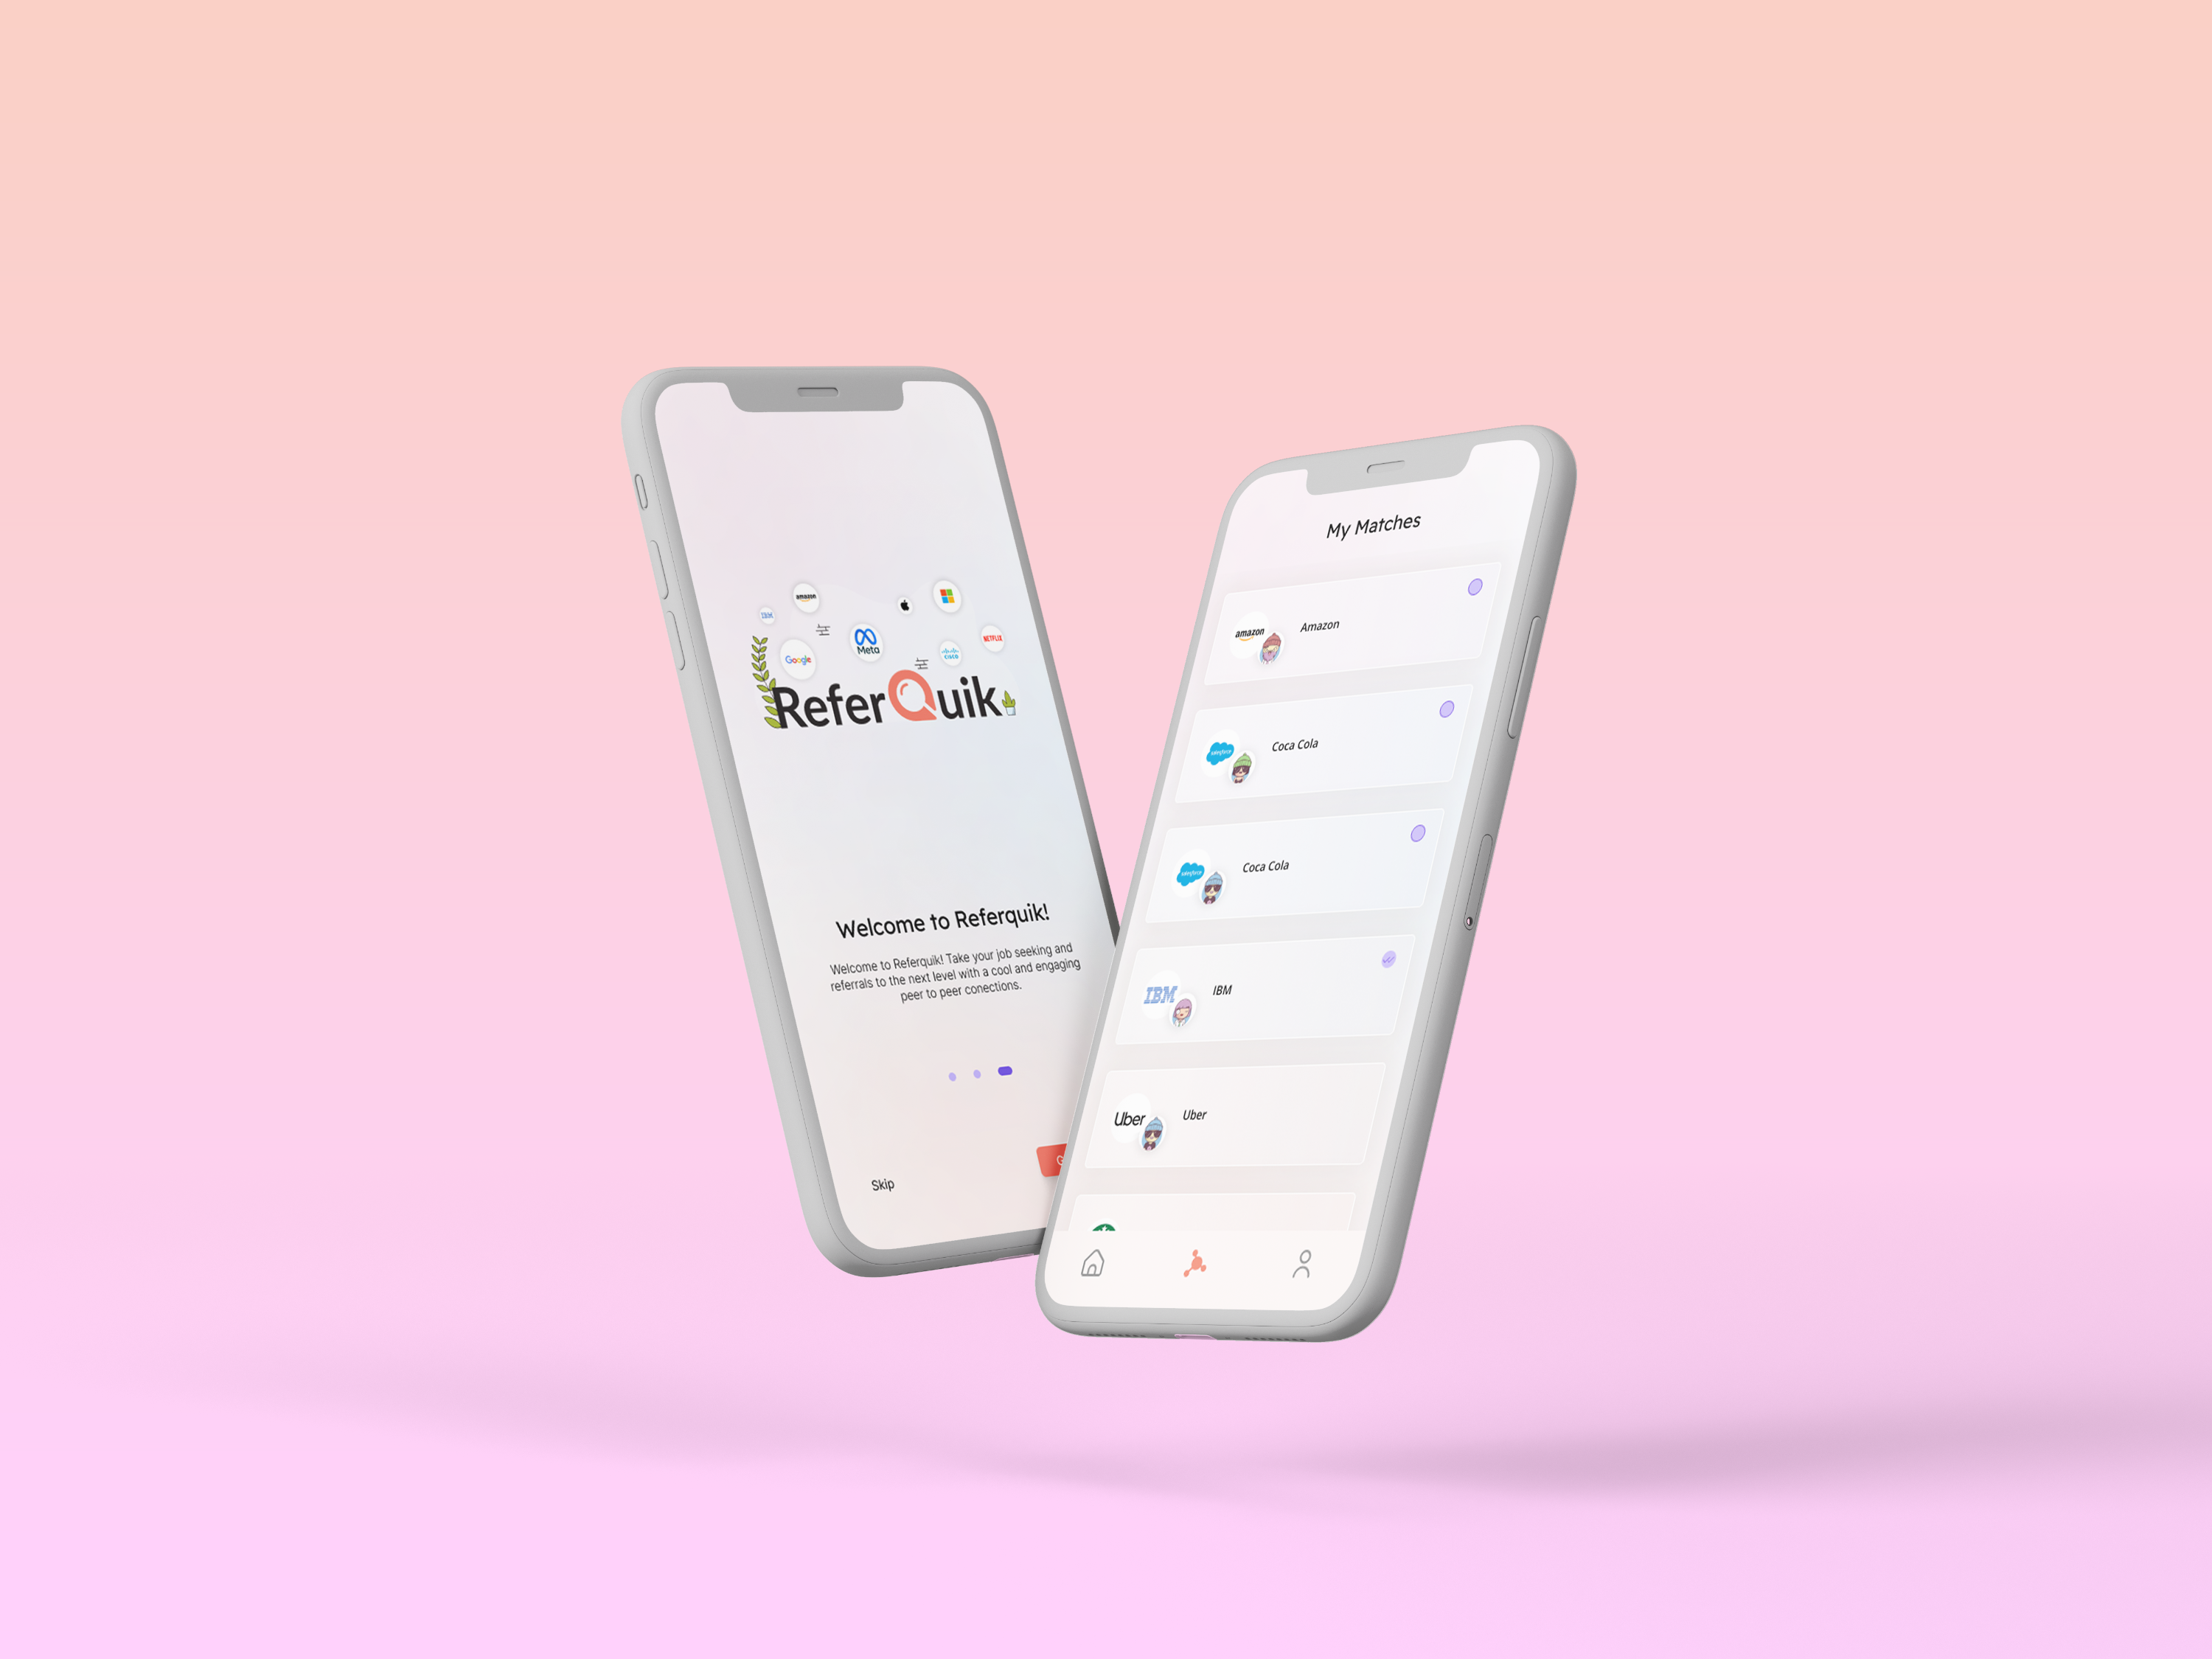 IBM
amazon
Google
Meta
cisco
NETFLIX
ReferQuik
Welcome to Referquik!
Welcome to Referquik! Take your job seeking and
referrals to the next level with a cool and engaging
peer to peer conections.
Skip
G
My Matches
amazon
Amazon
salesforce
Coca Cola
salesforce
Coca Cola
IBM
IBM
Uber
Uber